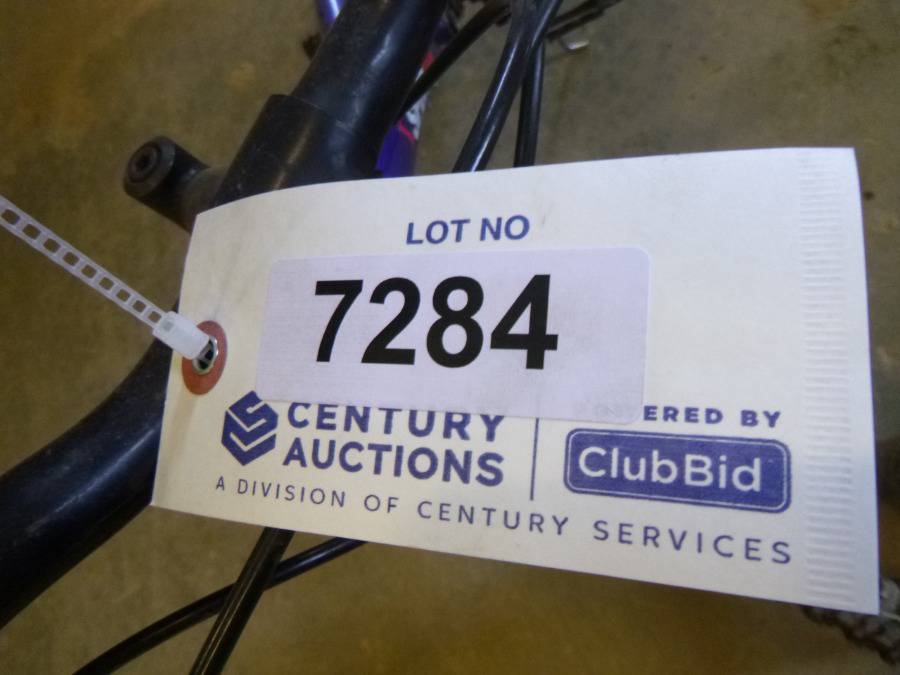 LOT NO
7284
CENTURY
AUCTIONS
A DIVISION OF CENTURY SERVICES
ERED BY
ClubBid